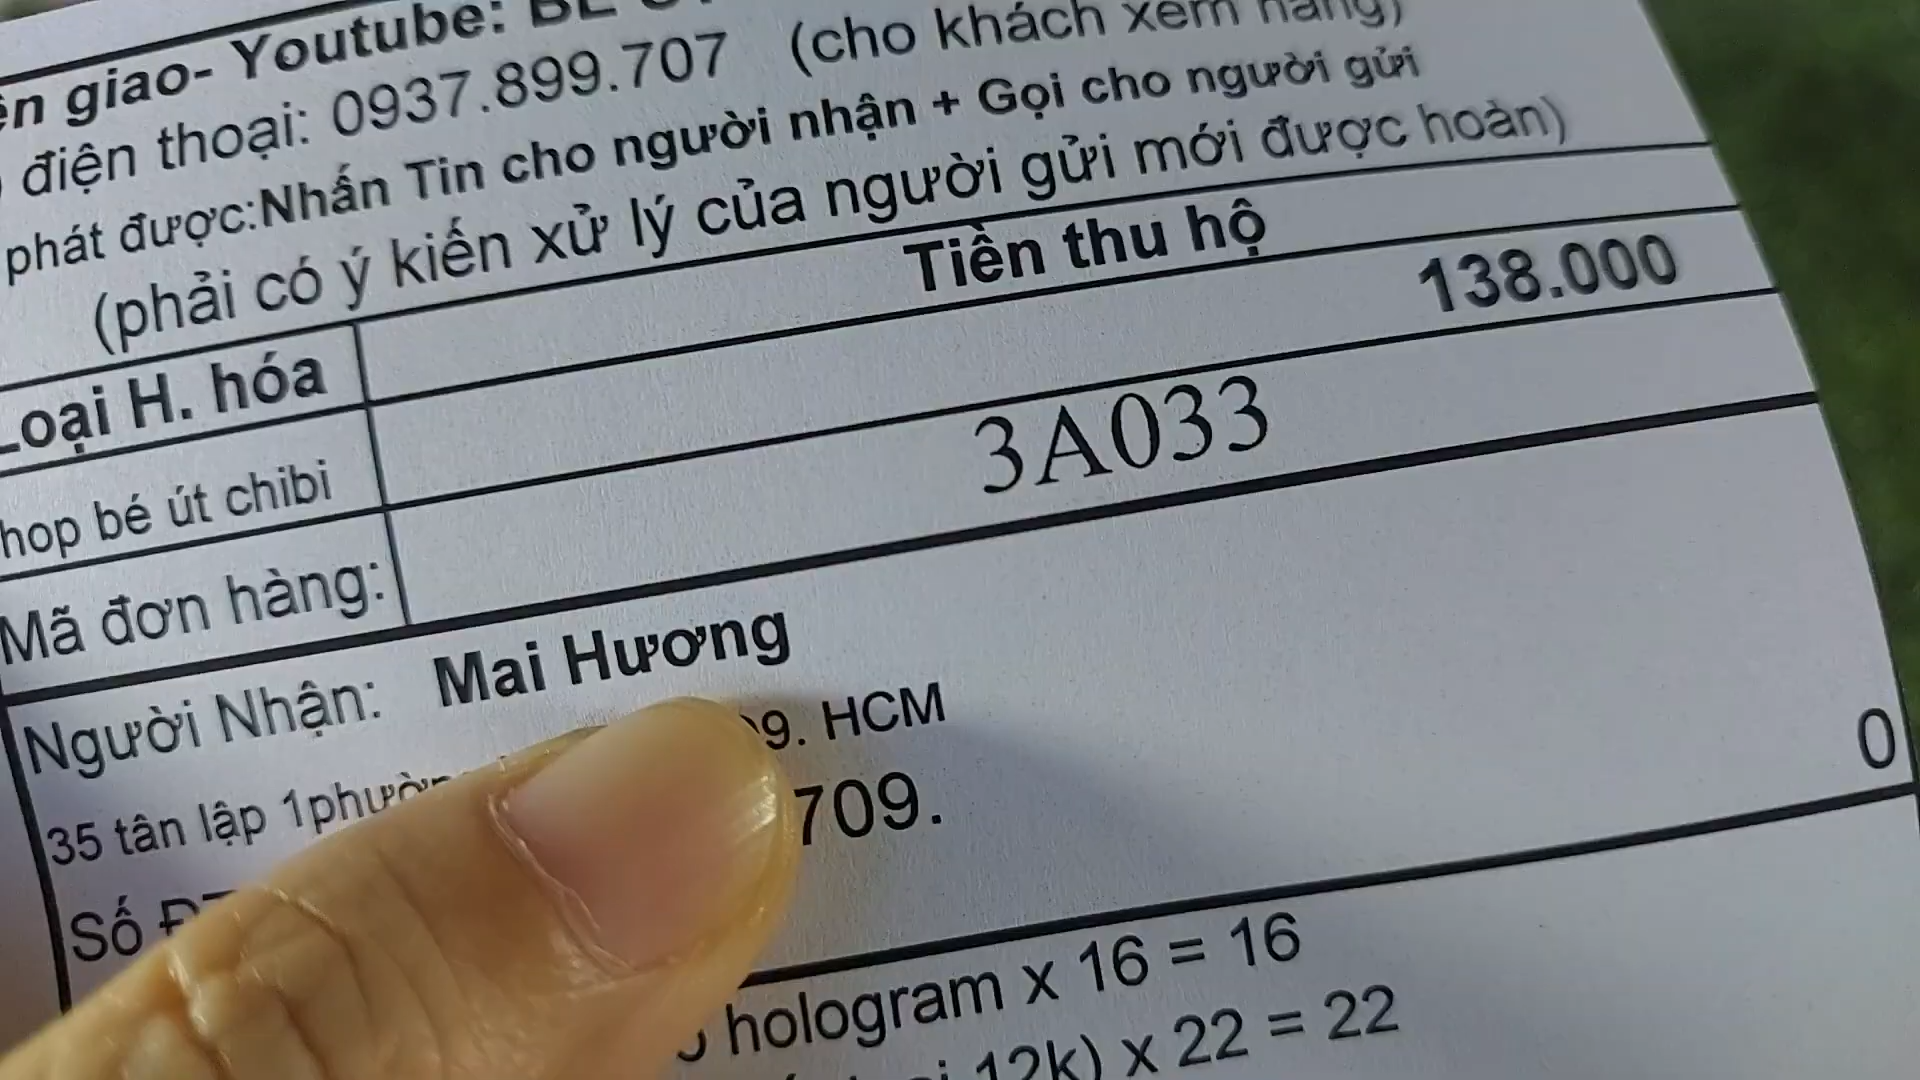 giao- Youtube:
điện thoại: 0937.899.707 (cho khách xem hàng)
phát được:Nhấn Tin cho người nhận + Gọi cho người gửi
(phải có ý kiến xử lý của người gửi mới được hoàn)
Loại H. hóa Tiền thu hộ
bé út chibi 138.000
Mã đơn hàng: 3A033
Người Nhận: Mai Hương
35 tân lập 1phường 9. HCM
Số 709.
0
hologram x 16 = 16
12k) x 22 = 22